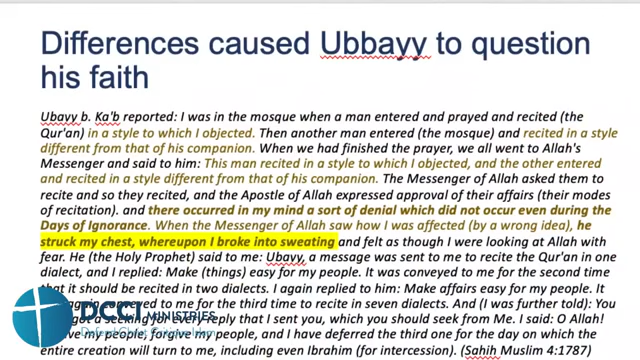 Differences caused Ubbayy to question
his faith
Ubayy b. Ka'b reported: I was in the mosque when a man entered and prayed and recited (the
Qur'an) in a style to which I objected. Then another man entered (the mosque) and recited in a style
different from that of his companion. When we had finished the prayer, we all went to Allah's
Messenger and said to him: This man recited in a style to which I objected, and the other entered
and recited in a style different from that of his companion. The Messenger of Allah asked them to
recite and so they recited, and the Apostle of Allah expressed approval of their affairs (their modes
of recitation). and there occurred in my mind a sort of denial which did not occur even during the
Days of Ignorance. When the Messenger of Allah saw how I was affected (by a wrong idea), he
struck my chest, whereupon I broke into sweating and felt as though I were looking at Allah with
fear. He (the Holy Prophet) said to me: Ubayy, a message was sent to me to recite the Qur'an in one
dialect, and I replied: Make (things) easy for my people. It was conveyed to me for the second time
that it should be recited in two dialects. I again replied to him: Make affairs easy for my people. It
conveyed to me for the third time to recite in seven dialects. And (I was further told): You
got a seeking for every reply that I sent you, which you should seek from Me. I said: O Allah!
my people, forgive my people, and I have deferred the third one for the day on which the
entire creation will turn to me, including even Ibrahim (for intercession). (Sahih Muslim 4:1787)
DCCI MINISTRIES
Defend Christ Critique Islam